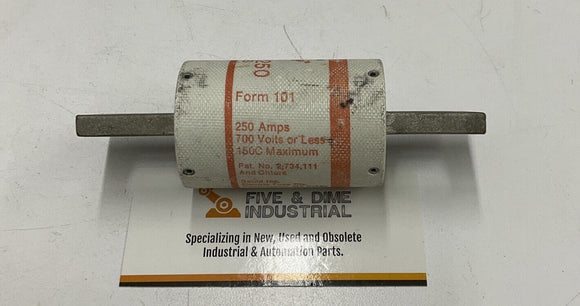 Form 101
250 Amps
700 Volts or Less
150C Maximum
Pat. No. 2,734,111
And Others
FIVE & DIME
INDUSTRIAL
Specializing in New, Used and Obsolete
Industrial & Automation Parts.